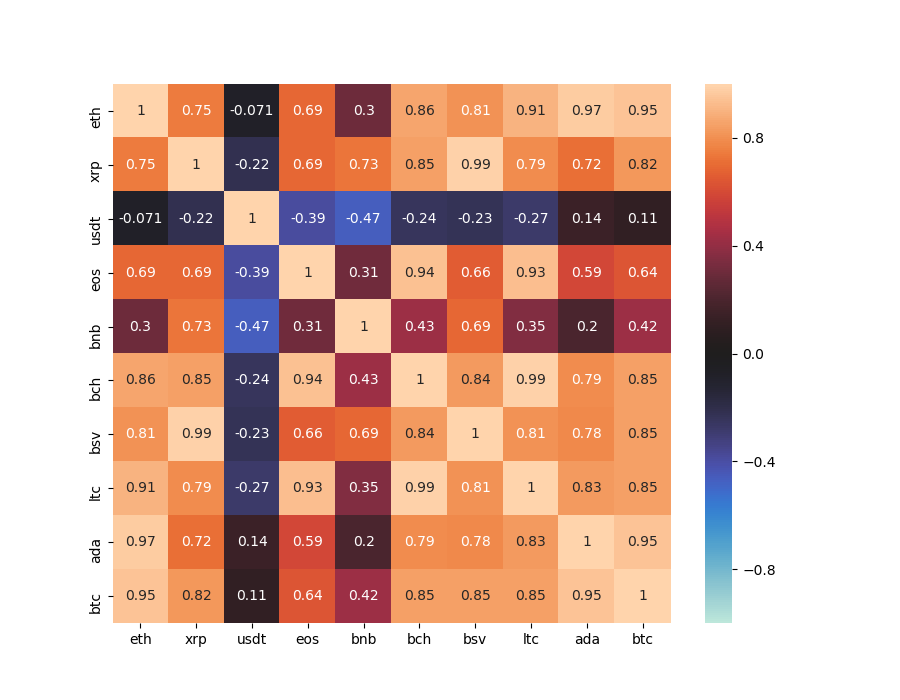 eth 1 0.75 -0.071 0.69 0.3 0.86 0.81 0.91 0.97 0.95
xrp 0.75 1 -0.22 0.69 0.73 0.85 0.99 0.79 0.72 0.82
usdt -0.071 -0.22 1 -0.39 -0.47 -0.24 -0.23 -0.27 0.14 0.11
eos 0.69 0.69 -0.39 1 0.31 0.94 0.66 0.93 0.59 0.64
bnb 0.3 0.73 -0.47 0.31 1 0.43 0.69 0.35 0.2 0.42
bch 0.86 0.85 -0.24 0.94 0.43 1 0.84 0.99 0.79 0.85
bsv 0.81 0.99 -0.23 0.66 0.69 0.84 1 0.81 0.78 0.85
ltc 0.91 0.79 -0.27 0.93 0.35 0.99 0.81 1 0.83 0.85
ada 0.97 0.72 0.14 0.59 0.2 0.79 0.78 0.83 1 0.95
btc 0.95 0.82 0.11 0.64 0.42 0.85 0.85 0.85 0.95 1
eth xrp usdt eos bnb bch bsv ltc ada btc
0.8
0.4
0.0
−0.4
−0.8